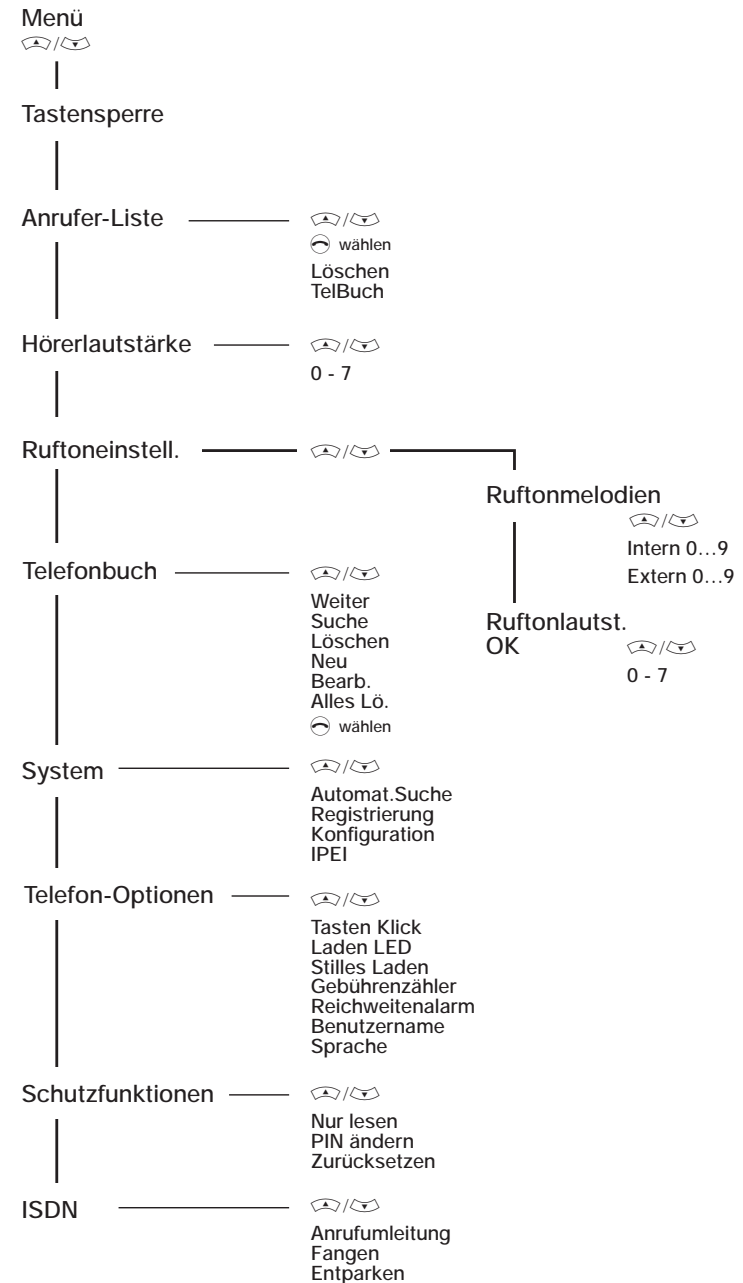 Menü
/
Tastensperre
Anrufer-Liste
/
wählen
Löschen
TelBuch
Hörerlautstärke
/
0 - 7
Ruftoneinstell.
/
Ruftonmelodien
/
Intern 0…9
Extern 0…9
Ruftonlautst.
OK
/
0 - 7
Telefonbuch
/
Weiter
Suche
Löschen
Neu
Bearb.
Alles Lö.
wählen
System
/
Automat.Suche
Registrierung
Konfiguration
IPEI
Telefon-Optionen
/
Tasten Klick
Laden LED
Stilles Laden
Gebührenzähler
Reichweitenalarm
Benutzername
Sprache
Schutzfunktionen
/
Nur lesen
PIN ändern
Zurücksetzen
ISDN
/
Anrufumleitung
Fangen
Entparken